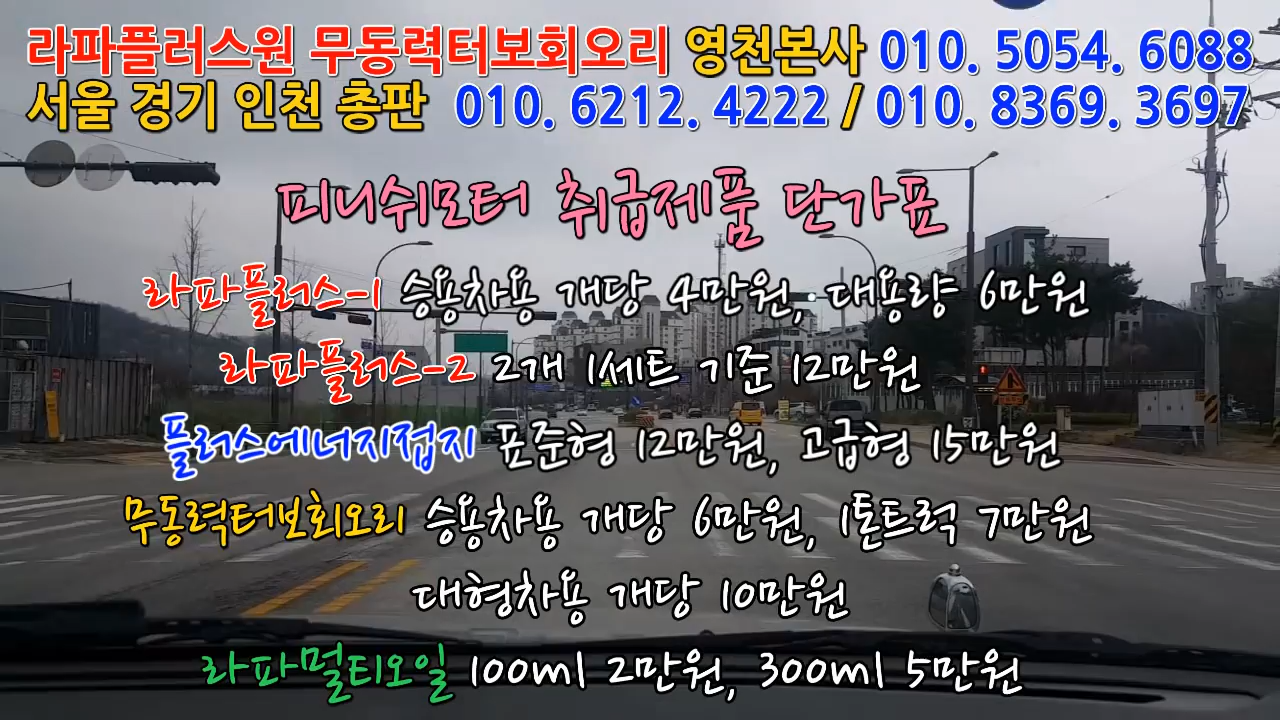 라파플러스원 무동력터보회오리 영천본사 010. 5054. 6088
서울 경기 인천 총판 010. 6212. 4222 / 010. 8369. 3697
피니쉬모터 취급제품 단가표
라파플러스-1 승용차용 개당 4만원, 대용량 6만원
라파플러스-2 2개 1세트 기준 12만원
플러스에너지접지 표준형 12만원, 고급형 15만원
무동력터보회오리 승용차용 개당 6만원, 1톤트럭 7만원
대형차용 개당 10만원
라파멀티오일 100ml 2만원, 300ml 5만원